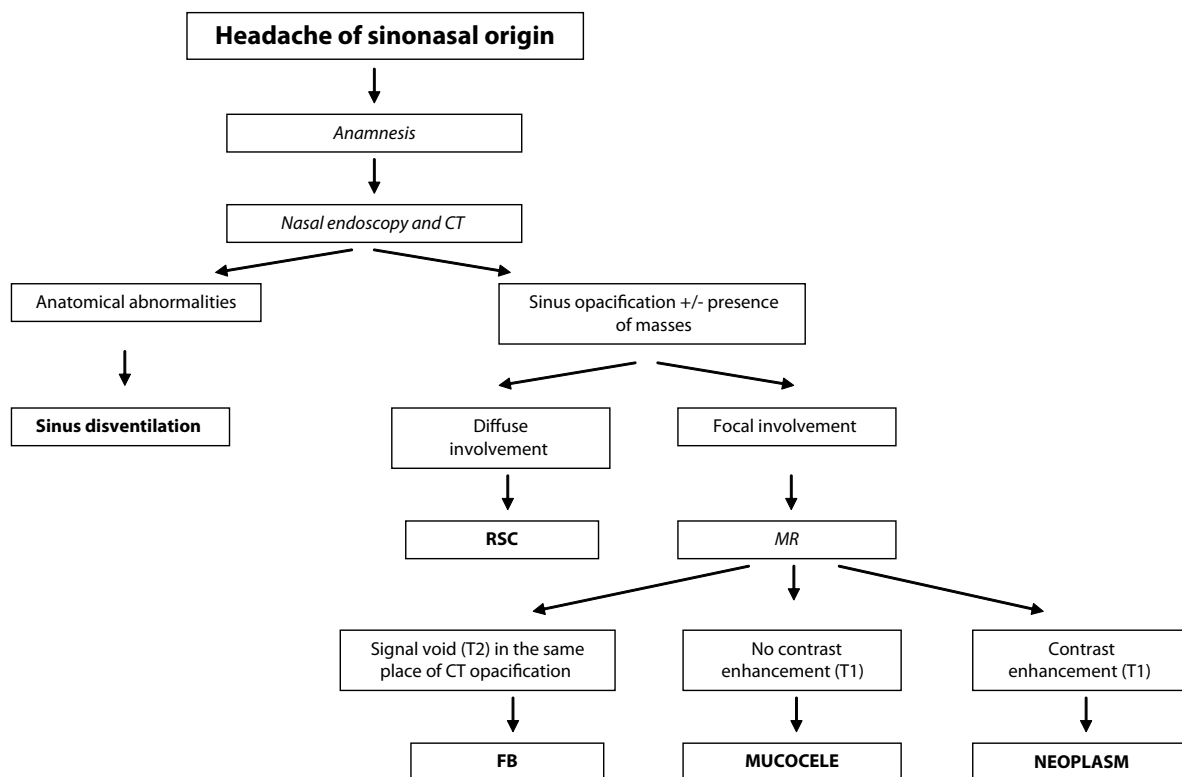 Headache of sinonasal origin
Anamnesis
Nasal endoscopy and CT
Anatomical abnormalities
Sinus opacification +/- presence
of masses
Sinus disventilation
Diffuse
involvement
Focal involvement
RSC
MR
Signal void (T2) in the same
place of CT opacification
No contrast
enhancement (T1)
Contrast
enhancement (T1)
FB
MUCOCELE
NEOPLASM